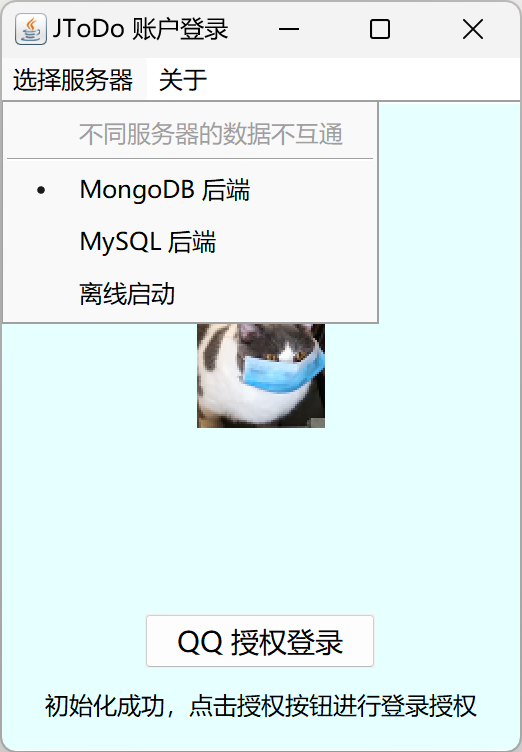 JToDo 账户登录
选择服务器 关于
不同服务器的数据不互通
MongoDB 后端
MySQL 后端
离线启动
QQ 授权登录
初始化成功，点击授权按钮进行登录授权